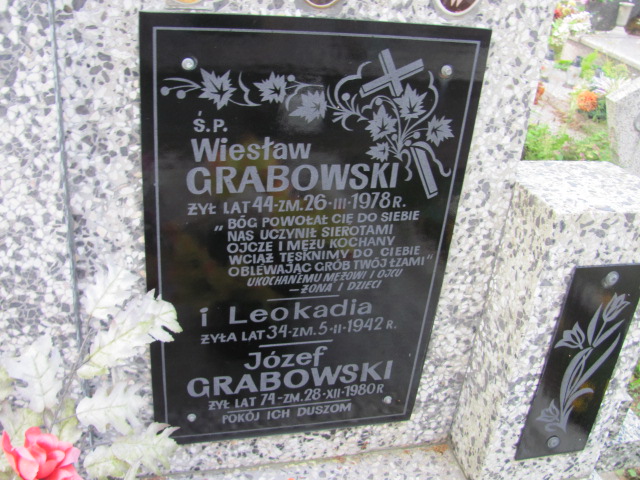 Ś.P.
Wiesław
GRABOWSKI
ŻYŁ LAT 44-ZM.26-III-1978 R.
"BÓG POWOŁAŁ CIĘ DO SIEBIE
NAS UCZYNIŁ SIEROTAMI
OJCZE I MĘŻU KOCHANY
WCIĄŻ TĘSKNIMY DO CIEBIE
OBLEWAJĄC GRÓB TWÓJ ŁZAMI"
UKOCHANEMU MĘŻOWI I OJCU
-ŻONA I DZIECI
i Leokadia
ŻYŁA LAT 34-ZM.5-II-1942 R.
Józef
GRABOWSKI
ŻYŁ LAT 74-ZM.28-XII-1980 R
POKÓJ ICH DUSZOM